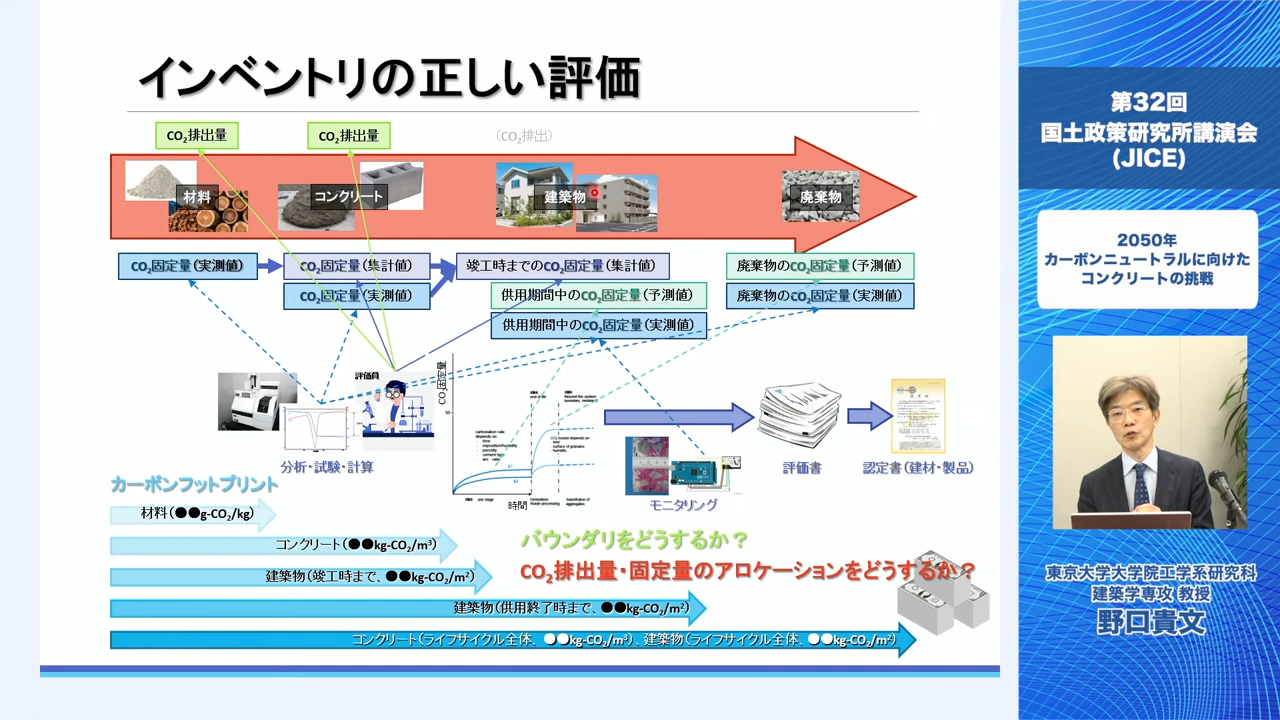 インベントリの正しい評価
CO₂排出量
CO₂排出量
（CO₂排出）
材料
コンクリート
建築物
廃棄物
CO₂固定量（実測値）
CO₂固定量（集計値）
竣工時までのCO₂固定量（集計値）
廃棄物のCO₂固定量（予測値）
CO₂固定量（実測値）
供用期間中のCO₂固定量（予測値）
廃棄物のCO₂固定量（実測値）
供用期間中のCO₂固定量（実測値）
評価員
CO₂固定量
時間
分析・試験・計算
モニタリング
評価書
認定書（建材・製品）
カーボンフットプリント
材料（●●g-CO₂/kg）
コンクリート（●●kg-CO₂/m³）
建築物（竣工時まで、●●kg-CO₂/m²）
建築物（供用終了時まで、●●kg-CO₂/m²）
コンクリート（ライフサイクル全体、●●kg-CO₂/m³）、建築物（ライフサイクル全体、●●kg-CO₂/m²）
バウンダリをどうするか？
CO₂排出量・固定量のアロケーションをどうするか？
第32回
国土政策研究所講演会
(JICE)
2050年
カーボンニュートラルに向けた
コンクリートの挑戦
東京大学大学院工学系研究科
建築学専攻 教授
野口貴文